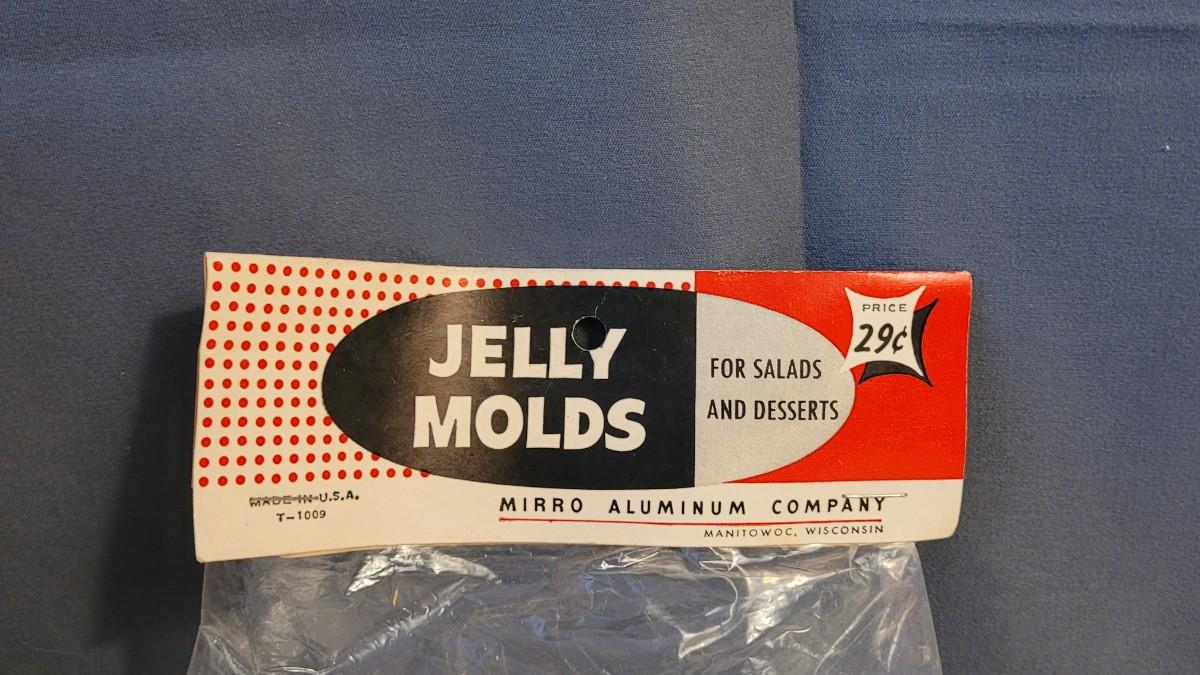 JELLY
MOLDS
FOR SALADS
AND DESSERTS
PRICE
29¢
MADE IN U.S.A.
T-1009
MIRRO ALUMINUM COMPANY
MANITOWOC, WISCONSIN